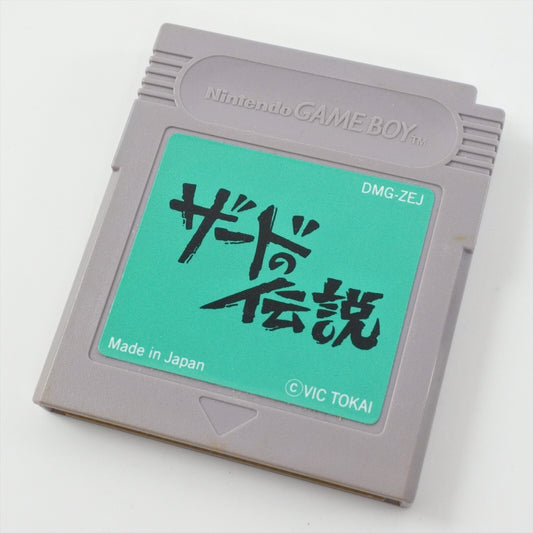 Nintendo GAME BOY™
DMG-ZEJ
ザードの
伝説
Made in Japan
©VIC TOKAI